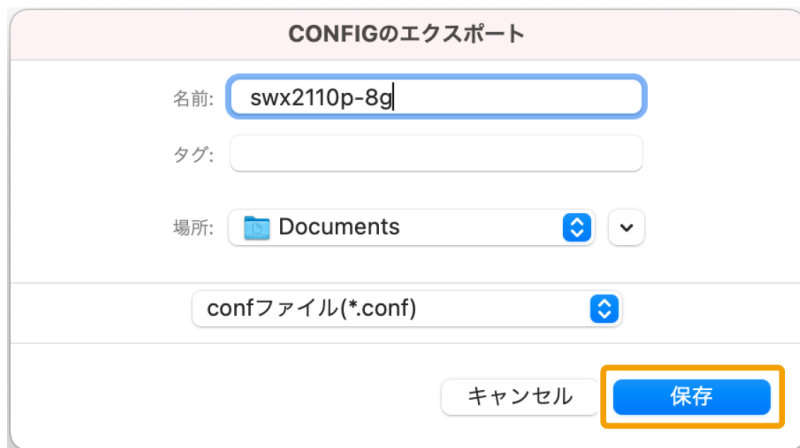 CONFIGのエクスポート
名前: swx2110p-8g
タグ:
場所: Documents
confファイル(*.conf)
キャンセル 保存